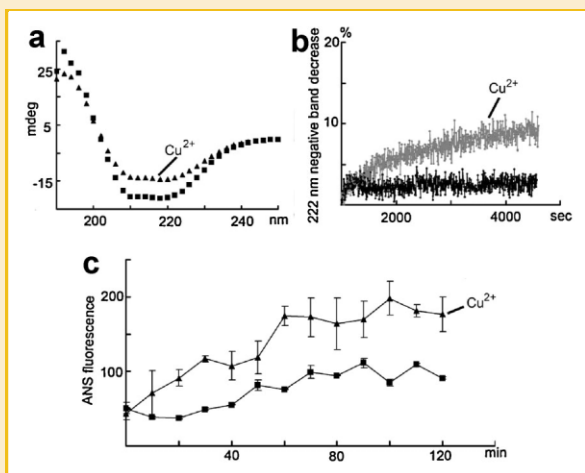 a
mdeg
25
5
-15
Cu2+
200
220
240
nm
b
222 nm negative band decrease
%
20
10
Cu2+
2000
4000
sec
c
ANS fluorescence
200
100
Cu2+
40
80
120
min